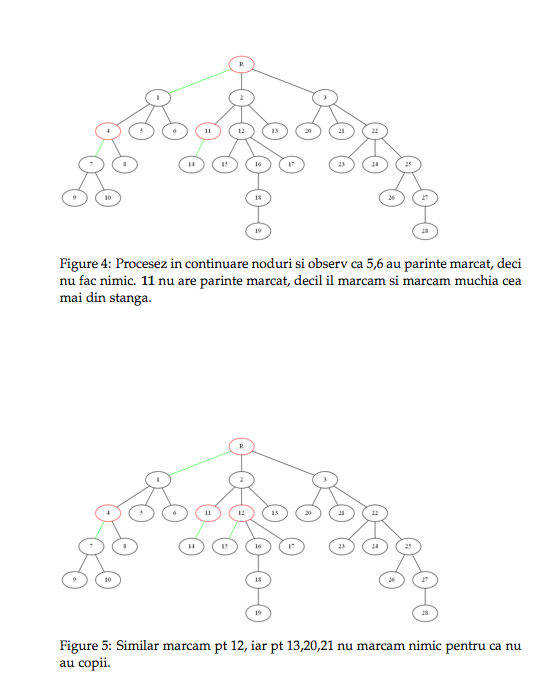 R
1 2 3
4 5 6 11 12 13 20 21 22
7 8 14 15 16 17 23 24 25
9 10 18 26 27
19 28
Figure 4: Procesez in continuare noduri si observ ca 5,6 au parinte marcat, deci
nu fac nimic. 11 nu are parinte marcat, decil il marcam si marcam muchia cea
mai din stanga.
R
1 2 3
4 5 6 11 12 13 20 21 22
7 8 14 15 16 17 23 24 25
9 10 18 26 27
19 28
Figure 5: Similar marcam pt 12, iar pt 13,20,21 nu marcam nimic pentru ca nu
au copii.